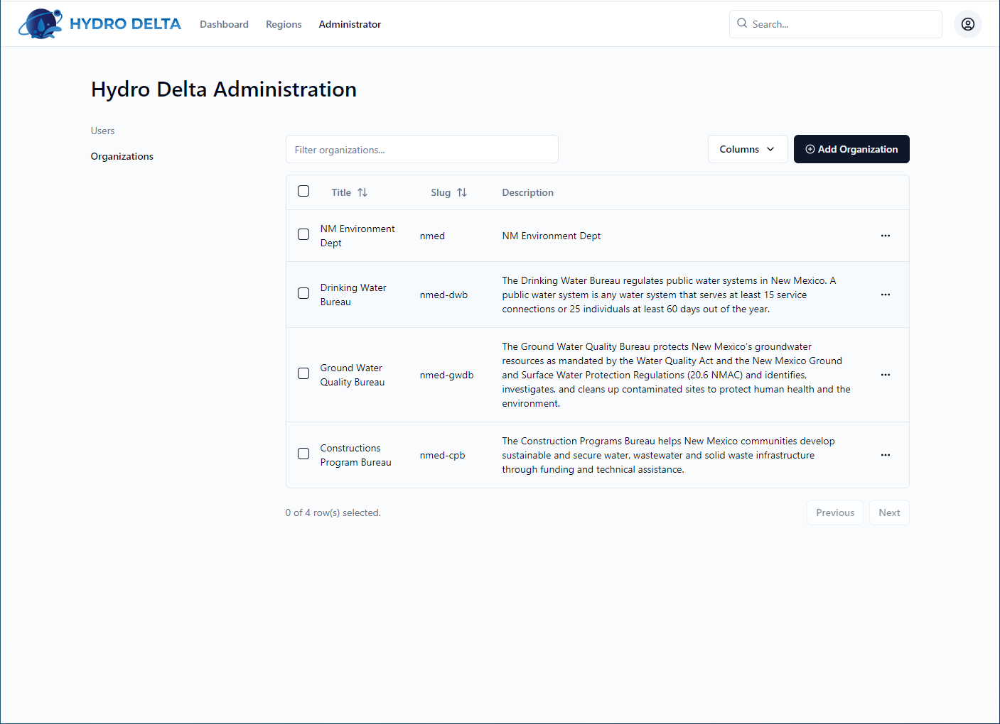 HYDRO DELTA Dashboard Regions Administrator Search...
Hydro Delta Administration
Users
Organizations
Filter organizations... Columns Add Organization
Title Slug Description
NM Environment
Dept
nmed
NM Environment Dept
Drinking Water
Bureau
nmed-dwb
The Drinking Water Bureau regulates public water systems in New Mexico. A
public water system is any water system that serves at least 15 service
connections or 25 individuals at least 60 days out of the year.
Ground Water
Quality Bureau
nmed-gwdb
The Ground Water Quality Bureau protects New Mexico's groundwater
resources as mandated by the Water Quality Act and the New Mexico Ground
and Surface Water Protection Regulations (20.6 NMAC) and identifies,
investigates, and cleans up contaminated sites to protect human health and the
environment.
Constructions
Program Bureau
nmed-cpb
The Construction Programs Bureau helps New Mexico communities develop
sustainable and secure water, wastewater and solid waste infrastructure
through funding and technical assistance.
0 of 4 row(s) selected. Previous Next